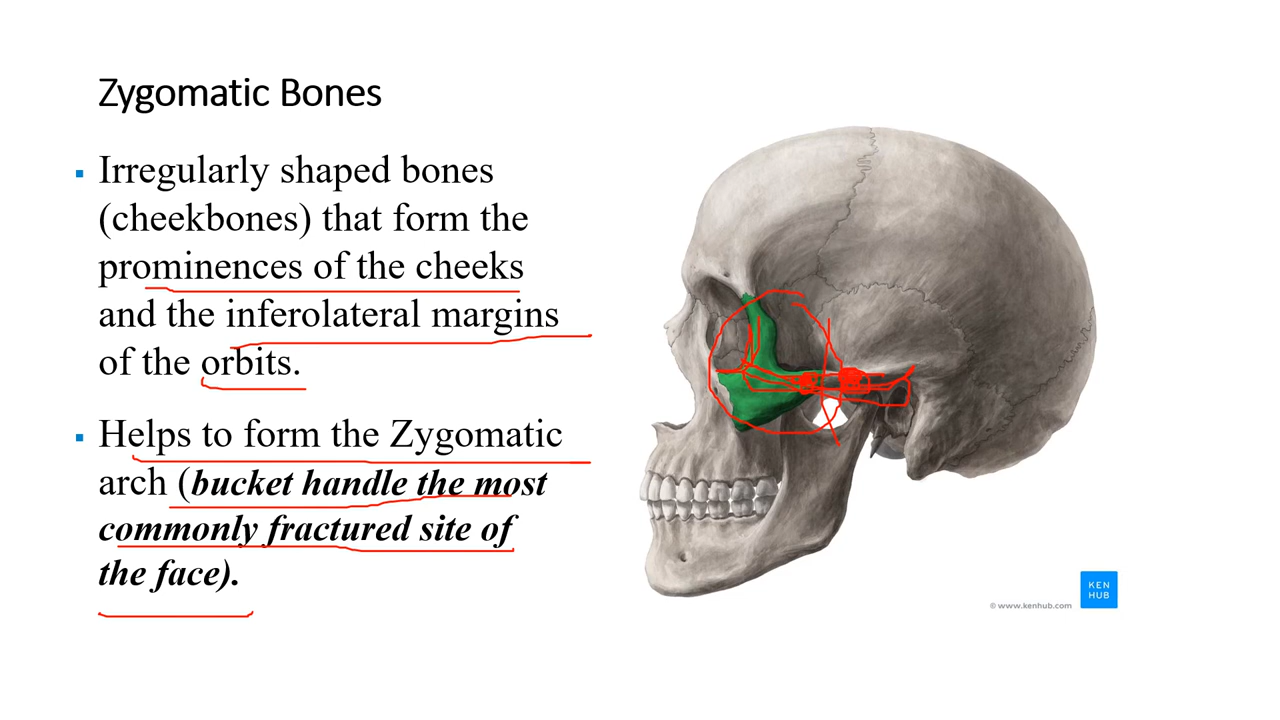 Zygomatic Bones
▪ Irregularly shaped bones
(cheekbones) that form the
prominences of the cheeks
and the inferolateral margins
of the orbits.
▪ Helps to form the Zygomatic
arch (bucket handle the most
commonly fractured site of
the face).
KEN
HUB
© www.kenhub.com